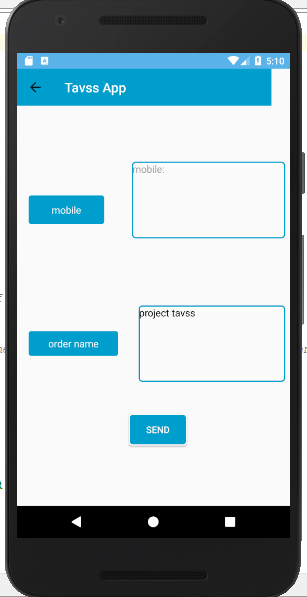 5:10
Tavss App
mobile:
mobile
project tavss
order name
SEND